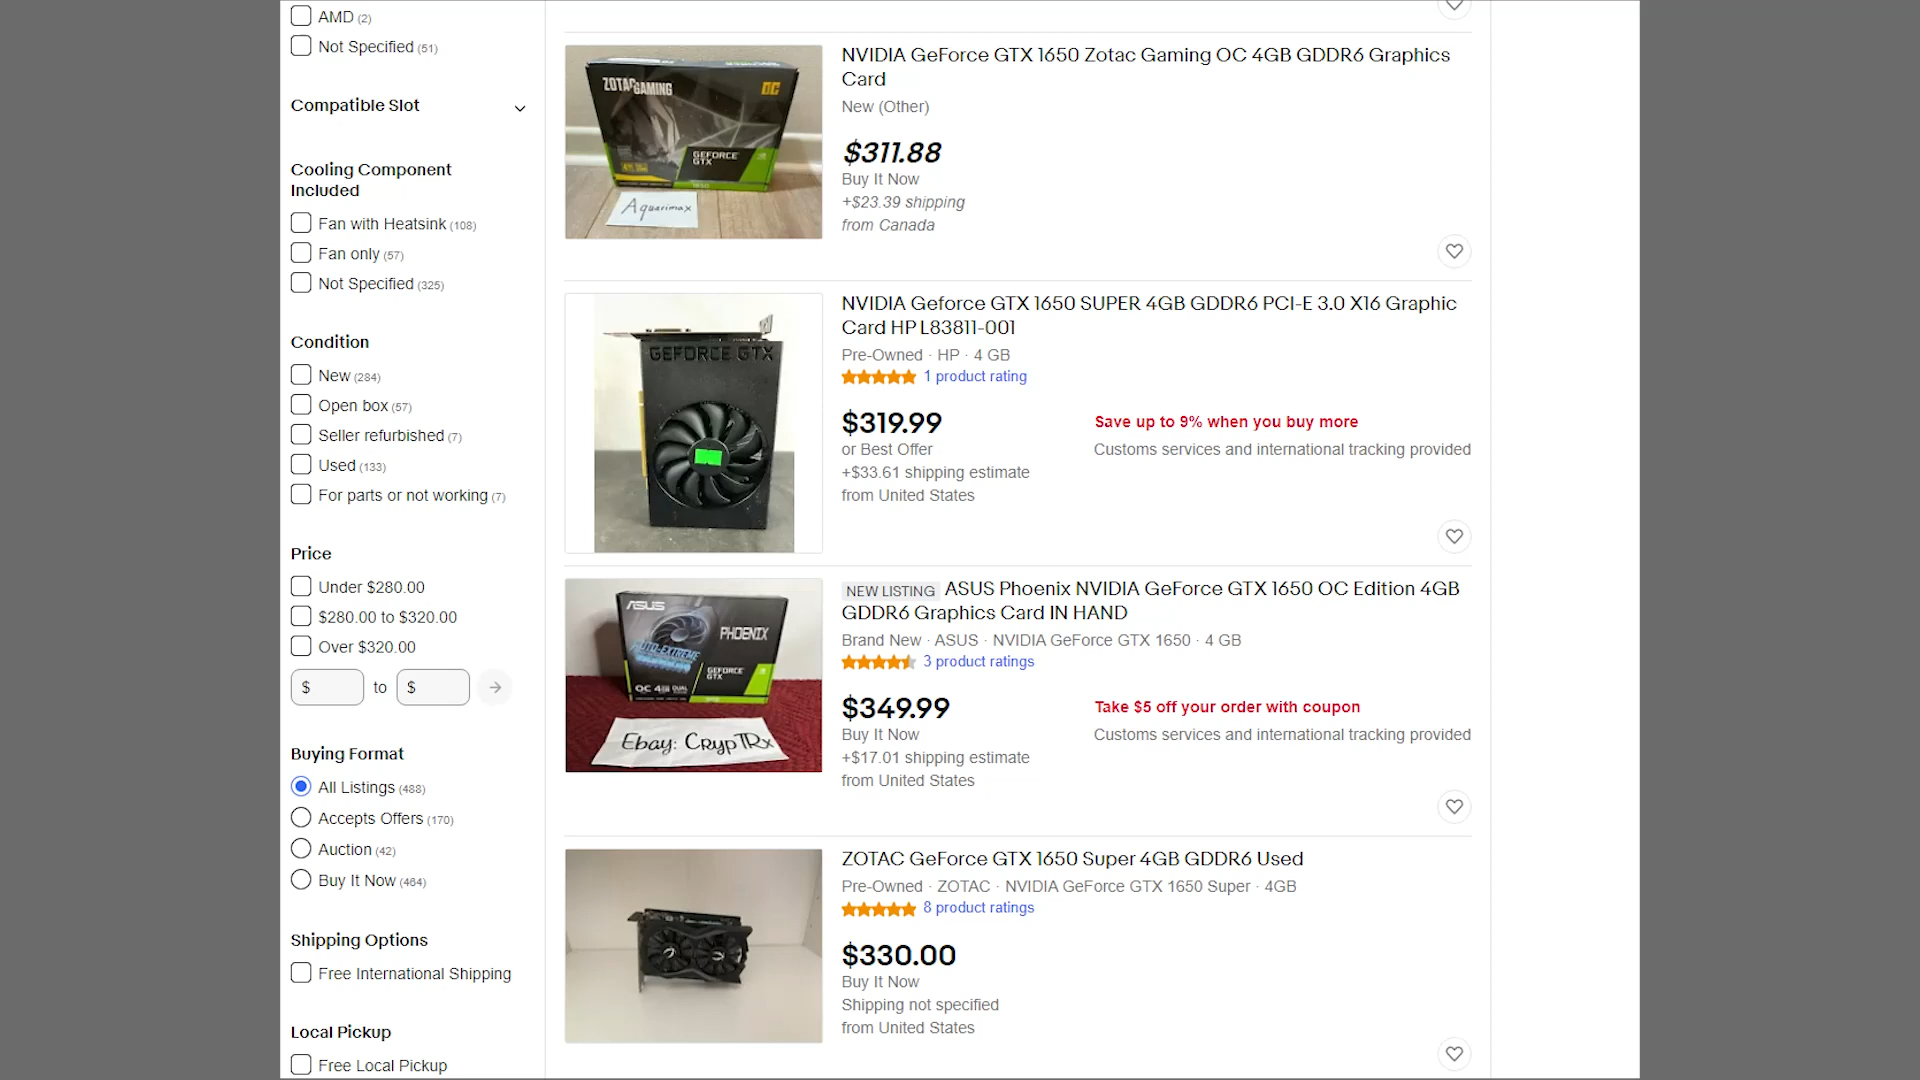 AMD (2)
Not Specified (51)
Compatible Slot
Cooling Component
Included
Fan with Heatsink (108)
Fan only (57)
Not Specified (325)
Condition
New (284)
Open box (57)
Seller refurbished (7)
Used (133)
For parts or not working (7)
Price
Under $280.00
$280.00 to $320.00
Over $320.00
$ to $
Buying Format
All Listings (488)
Accepts Offers (170)
Auction (42)
Buy It Now (464)
Shipping Options
Free International Shipping
Local Pickup
Free Local Pickup
ZOTAC GAMING
OC
GEFORCE
GTX
Aquarimax
NVIDIA GeForce GTX 1650 Zotac Gaming OC 4GB GDDR6 Graphics
Card
New (Other)
$311.88
Buy It Now
+$23.39 shipping
from Canada
GEFORCE GTX
NVIDIA Geforce GTX 1650 SUPER 4GB GDDR6 PCI-E 3.0 X16 Graphic
Card HP L83811-001
Pre-Owned · HP · 4 GB
1 product rating
$319.99
or Best Offer
+$33.61 shipping estimate
from United States
Save up to 9% when you buy more
Customs services and international tracking provided
ASUS
PHOENIX
AUTO-EXTREME
GEFORCE
GTX
OC 4GB
Ebay: CrypTRx
NEW LISTING ASUS Phoenix NVIDIA GeForce GTX 1650 OC Edition 4GB
GDDR6 Graphics Card IN HAND
Brand New · ASUS · NVIDIA GeForce GTX 1650 · 4 GB
3 product ratings
$349.99
Buy It Now
+$17.01 shipping estimate
from United States
Take $5 off your order with coupon
Customs services and international tracking provided
ZOTAC GeForce GTX 1650 Super 4GB GDDR6 Used
Pre-Owned · ZOTAC · NVIDIA GeForce GTX 1650 Super · 4GB
8 product ratings
$330.00
Buy It Now
Shipping not specified
from United States